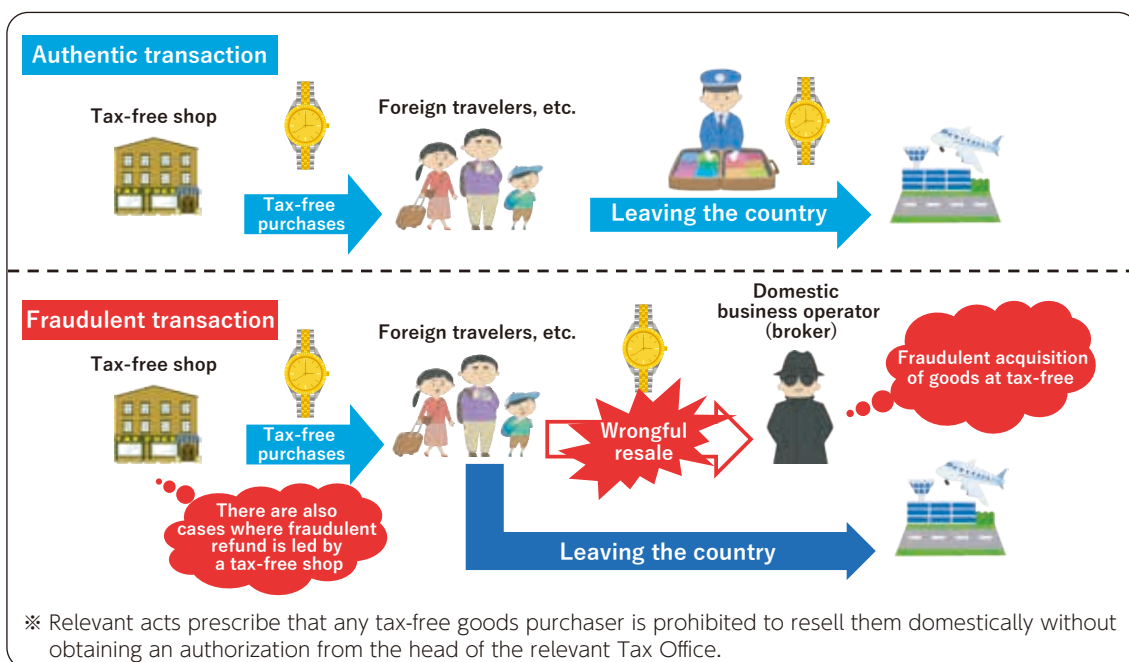 Authentic transaction
Tax-free shop
Foreign travelers, etc.
Tax-free
purchases
Leaving the country
Fraudulent transaction
Tax-free shop
Foreign travelers, etc.
Domestic
business operator
(broker)
Fraudulent acquisition
of goods at tax-free
Tax-free
purchases
Wrongful
resale
There are also
cases where fraudulent
refund is led by
a tax-free shop
Leaving the country
※ Relevant acts prescribe that any tax-free goods purchaser is prohibited to resell them domestically without
obtaining an authorization from the head of the relevant Tax Office.